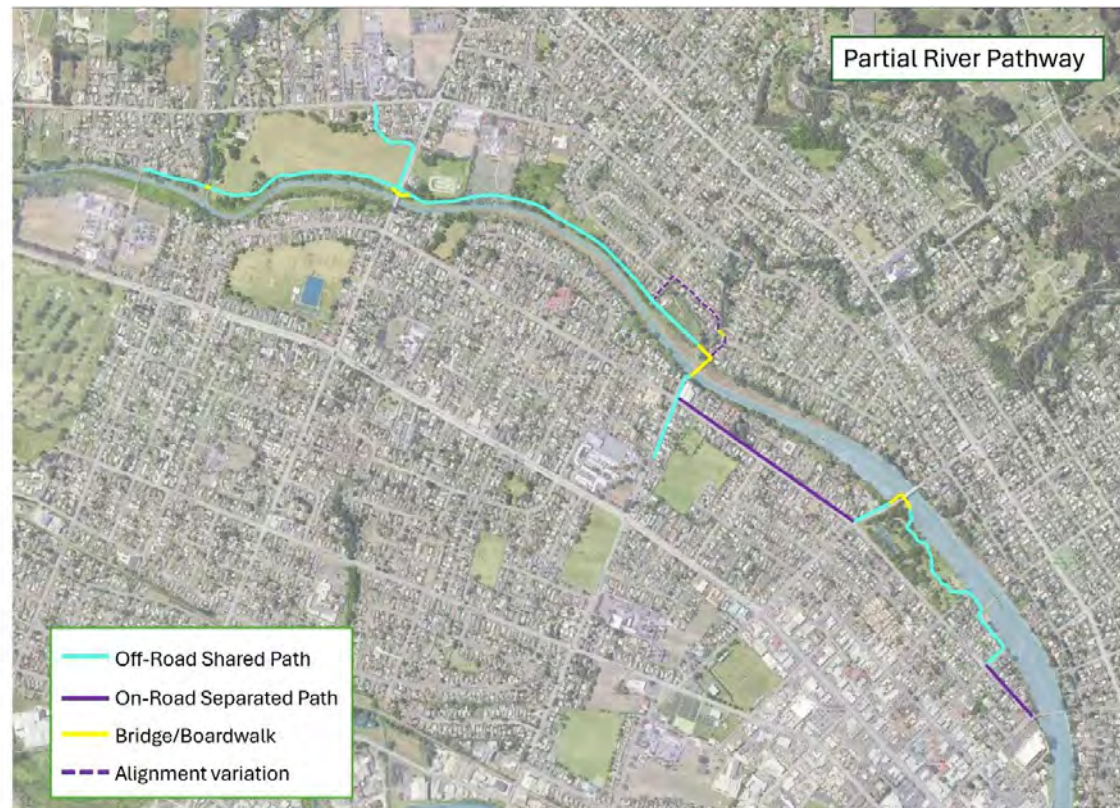 Partial River Pathway
Off-Road Shared Path
On-Road Separated Path
Bridge/Boardwalk
Alignment variation